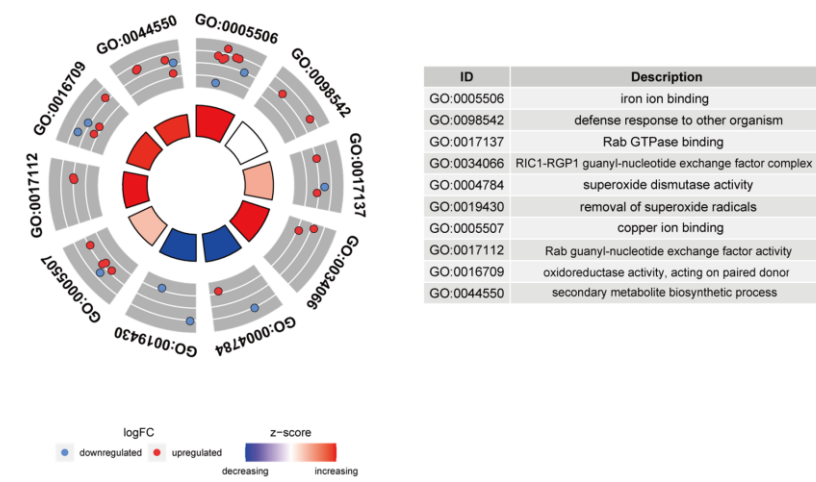 GO:0005506
GO:0098542
GO:0017137
GO:0034066
GO:0004784
GO:0019430
GO:0005507
GO:0017112
GO:0016709
GO:0044550
ID Description
GO:0005506 iron ion binding
GO:0098542 defense response to other organism
GO:0017137 Rab GTPase binding
GO:0034066 RIC1-RGP1 guanyl-nucleotide exchange factor complex
GO:0004784 superoxide dismutase activity
GO:0019430 removal of superoxide radicals
GO:0005507 copper ion binding
GO:0017112 Rab guanyl-nucleotide exchange factor activity
GO:0016709 oxidoreductase activity, acting on paired donor
GO:0044550 secondary metabolite biosynthetic process
logFC
downregulated upregulated
z-score
decreasing increasing